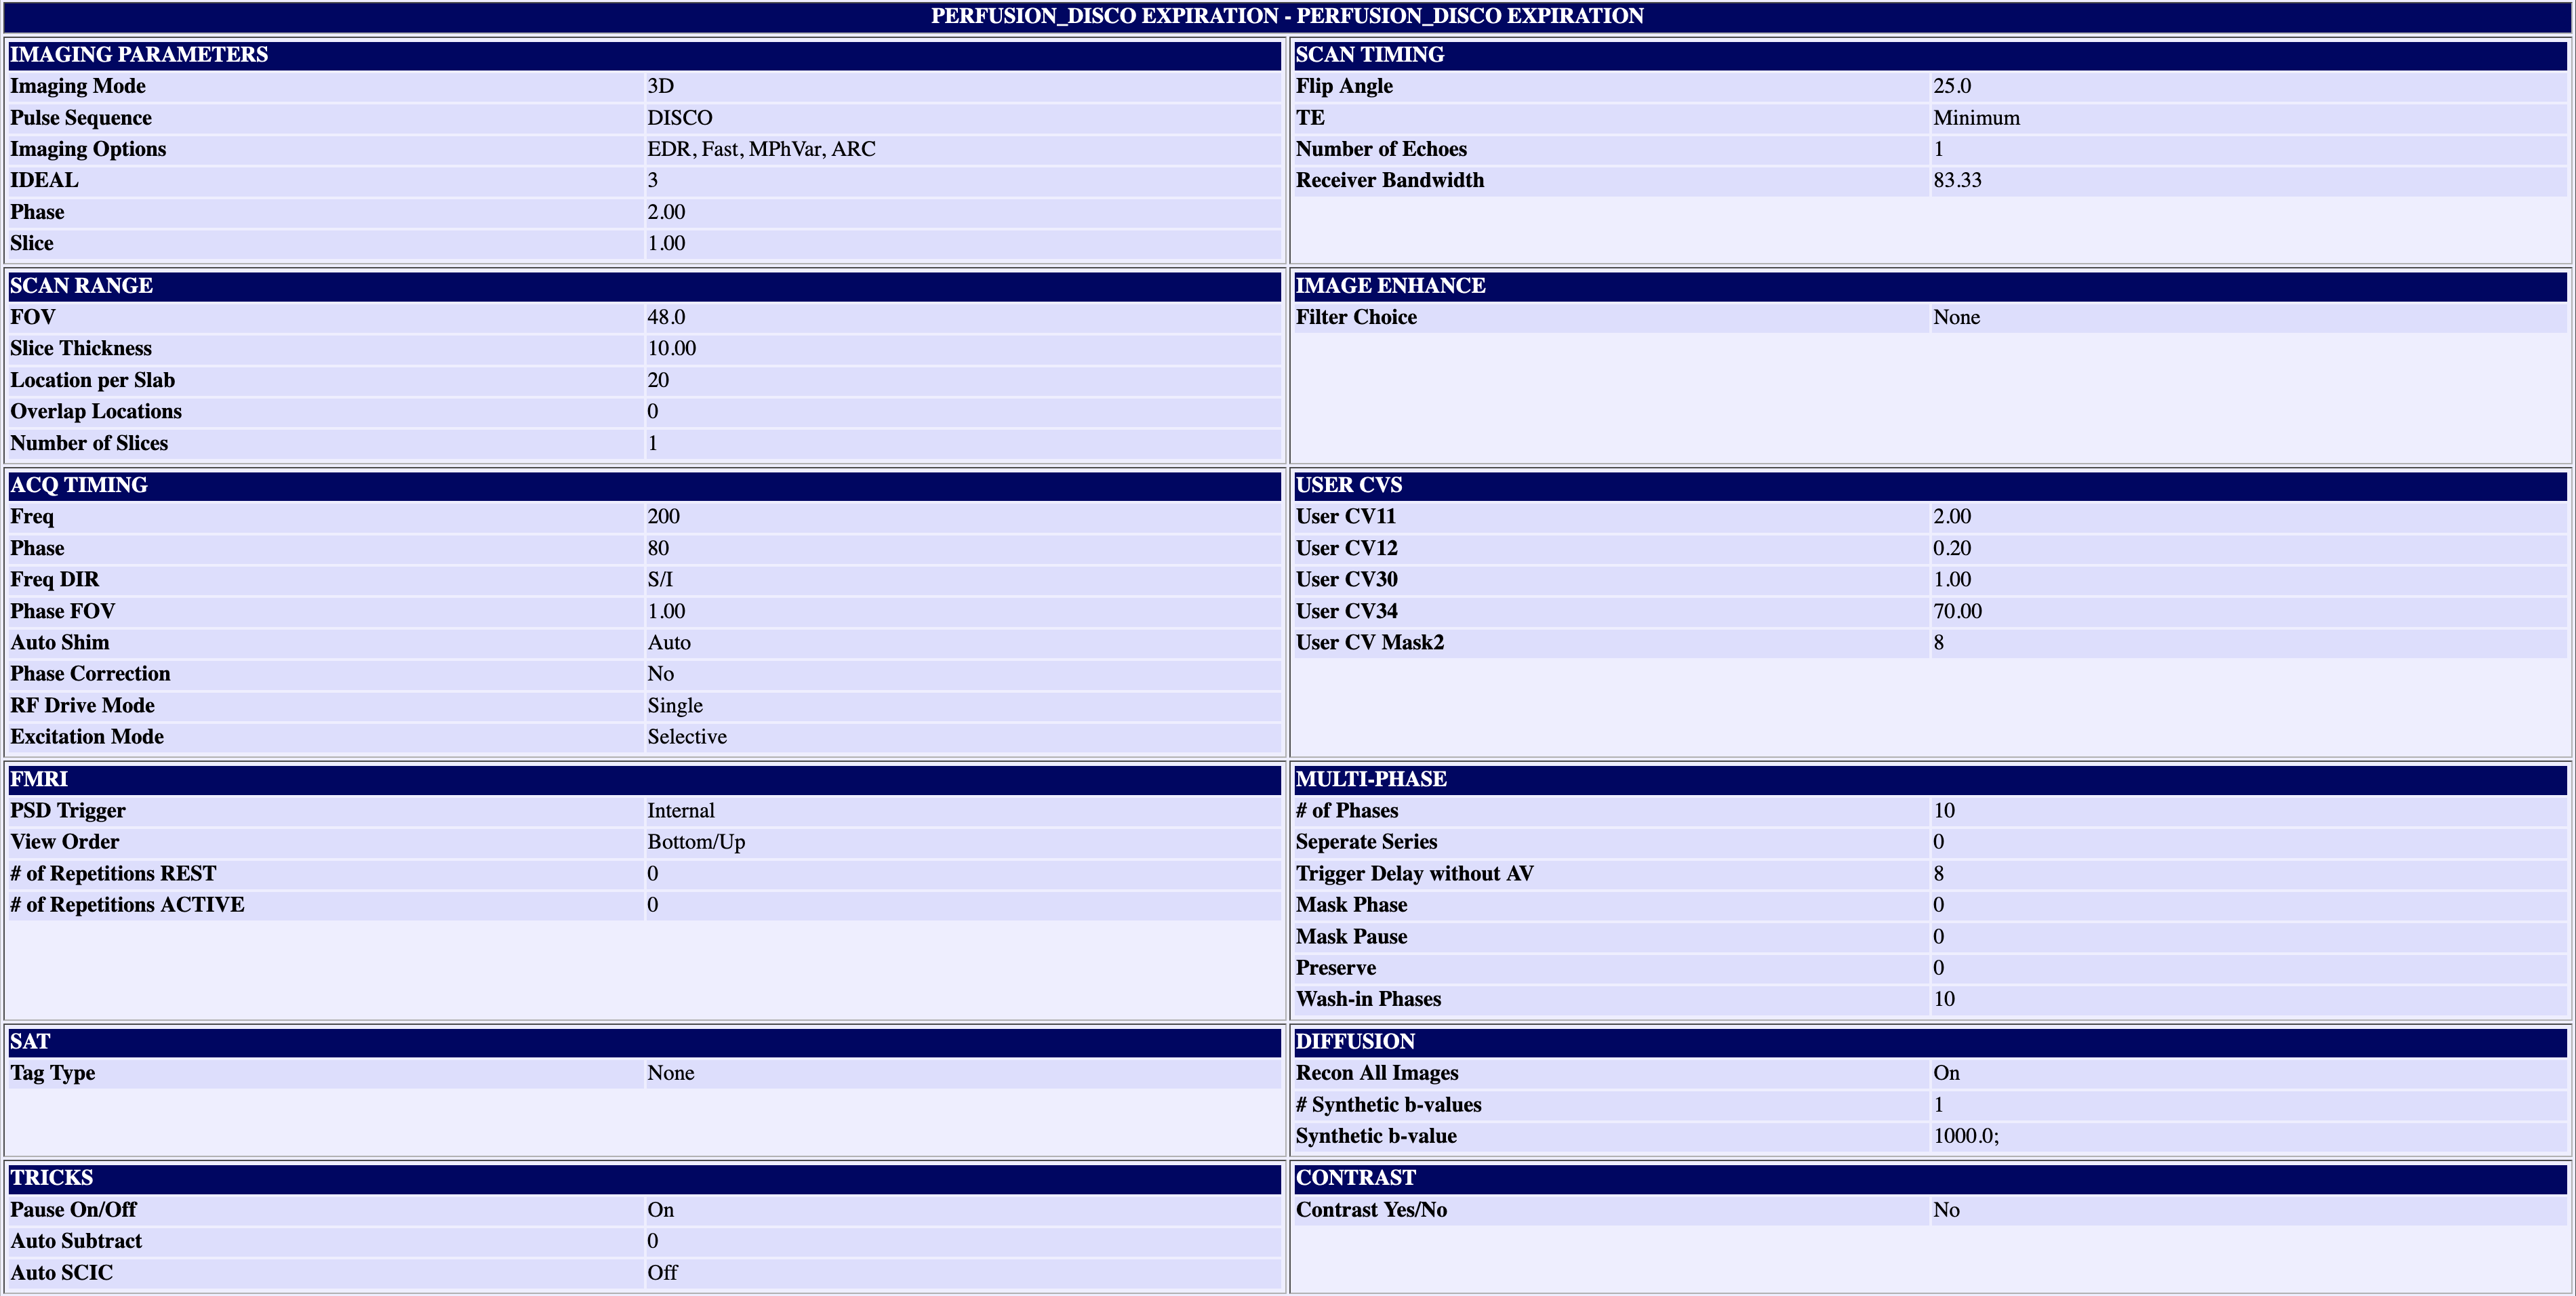 PERFUSION_DISCO EXPIRATION - PERFUSION_DISCO EXPIRATION
IMAGING PARAMETERS
Imaging Mode 3D
Pulse Sequence DISCO
Imaging Options EDR, Fast, MPhVar, ARC
IDEAL 3
Phase 2.00
Slice 1.00
SCAN TIMING
Flip Angle 25.0
TE Minimum
Number of Echoes 1
Receiver Bandwidth 83.33
SCAN RANGE
FOV 48.0
Slice Thickness 10.00
Location per Slab 20
Overlap Locations 0
Number of Slices 1
IMAGE ENHANCE
Filter Choice None
ACQ TIMING
Freq 200
Phase 80
Freq DIR S/I
Phase FOV 1.00
Auto Shim Auto
Phase Correction No
RF Drive Mode Single
Excitation Mode Selective
USER CVS
User CV11 2.00
User CV12 0.20
User CV30 1.00
User CV34 70.00
User CV Mask2 8
FMRI
PSD Trigger Internal
View Order Bottom/Up
# of Repetitions REST 0
# of Repetitions ACTIVE 0
MULTI-PHASE
# of Phases 10
Seperate Series 0
Trigger Delay without AV 8
Mask Phase 0
Mask Pause 0
Preserve 0
Wash-in Phases 10
SAT
Tag Type None
DIFFUSION
Recon All Images On
# Synthetic b-values 1
Synthetic b-value 1000.0;
TRICKS
Pause On/Off On
Auto Subtract 0
Auto SCIC Off
CONTRAST
Contrast Yes/No No